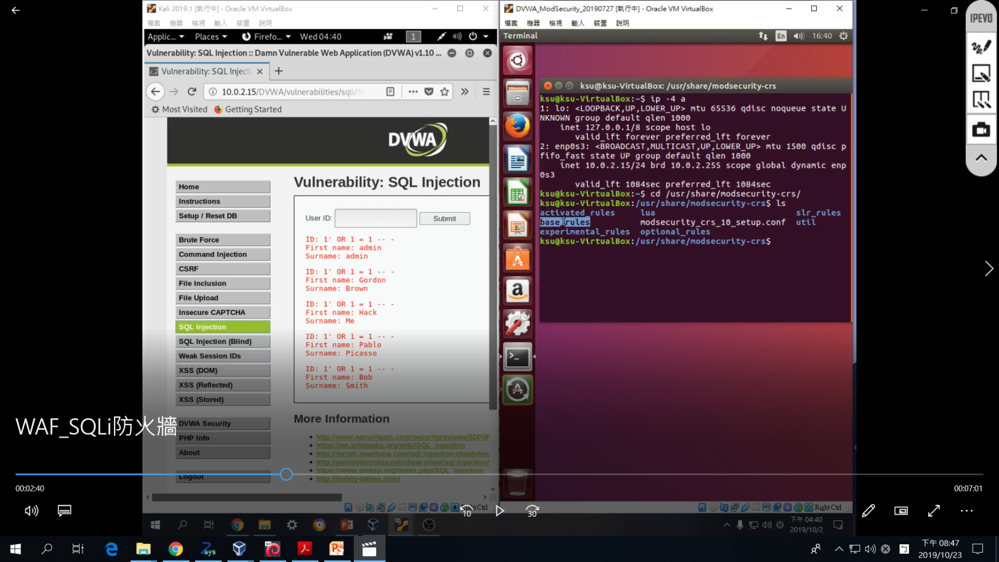 Kali 2019.1 [執行中] - Oracle VM VirtualBox
檔案 機器 檢視 輸入 裝置 說明
Applic... Places Firefo... Wed 04:40 1
Vulnerability: SQL Injection :: Damn Vulnerable Web Application (DVWA) v1.10 ...
Vulnerability: SQL Injecti
10.0.2.15/DVWA/vulnerabilities/sqli/?i
Most Visited Getting Started
DVWA
Home
Instructions
Setup / Reset DB
Brute Force
Command Injection
CSRF
File Inclusion
File Upload
Insecure CAPTCHA
SQL Injection
SQL Injection (Blind)
Weak Session IDs
XSS (DOM)
XSS (Reflected)
XSS (Stored)
DVWA Security
PHP Info
About
Logout
Vulnerability: SQL Injection
User ID: Submit
ID: 1' OR 1 = 1 -- -
First name: admin
Surname: admin
ID: 1' OR 1 = 1 -- -
First name: Gordon
Surname: Brown
ID: 1' OR 1 = 1 -- -
First name: Hack
Surname: Me
ID: 1' OR 1 = 1 -- -
First name: Pablo
Surname: Picasso
ID: 1' OR 1 = 1 -- -
First name: Bob
Surname: Smith
More Information
http://www.securiteam.com/securityreviews/5DP0N
https://en.wikipedia.org/wiki/SQL_injection
http://ferruh.mavituna.com/sql-injection-cheatshee
http://pentestmonkey.net/cheat-sheet/sql-injection/
https://www.owasp.org/index.php/SQL_Injection
http://bobby-tables.com/
Right Ctrl
DVWA_ModSecurity_20190727 [執行中] - Oracle VM VirtualBox
檔案 機器 檢視 輸入 裝置 說明
Terminal En 16:40
ksu@ksu-VirtualBox: /usr/share/modsecurity-crs
ksu@ksu-VirtualBox:~$ ip -4 a
1: lo: <LOOPBACK,UP,LOWER_UP> mtu 65536 qdisc noqueue state U
NKNOWN group default qlen 1000
inet 127.0.0.1/8 scope host lo
valid_lft forever preferred_lft forever
2: enp0s3: <BROADCAST,MULTICAST,UP,LOWER_UP> mtu 1500 qdisc p
fifo_fast state UP group default qlen 1000
inet 10.0.2.15/24 brd 10.0.2.255 scope global dynamic enp
0s3
valid_lft 1084sec preferred_lft 1084sec
ksu@ksu-VirtualBox:~$ cd /usr/share/modsecurity-crs/
ksu@ksu-VirtualBox:/usr/share/modsecurity-crs$ ls
activated_rules lua slr_rules
base_rules modsecurity_crs_10_setup.conf util
experimental_rules optional_rules
ksu@ksu-VirtualBox:/usr/share/modsecurity-crs$
Right Ctrl
IPEVO
WAF_SQLi防火牆
00:02:40
00:07:01
10
30
下午 04:40
2019/10/2
下午 08:47
2019/10/23